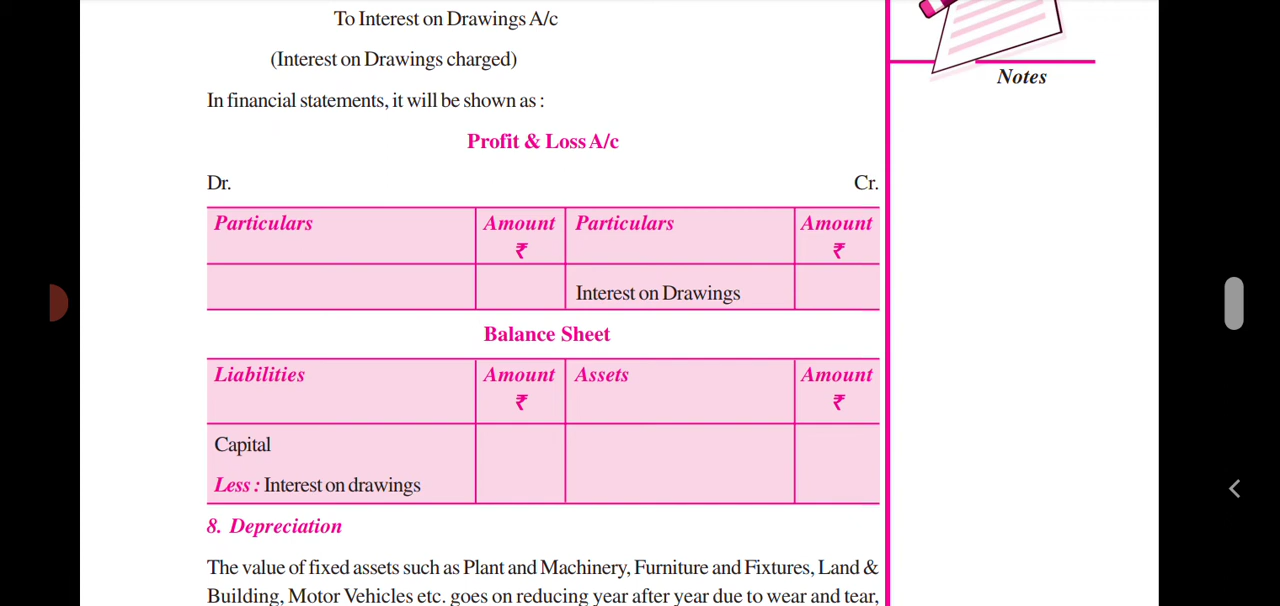 To Interest on Drawings A/c
(Interest on Drawings charged)
Notes
In financial statements, it will be shown as :
Profit & Loss A/c
Dr. Cr.
Particulars Amount Particulars Amount
₹ ₹
Interest on Drawings
Balance Sheet
Liabilities Amount Assets Amount
₹ ₹
Capital
Less : Interest on drawings
8. Depreciation
The value of fixed assets such as Plant and Machinery, Furniture and Fixtures, Land &
Building, Motor Vehicles etc. goes on reducing year after year due to wear and tear,